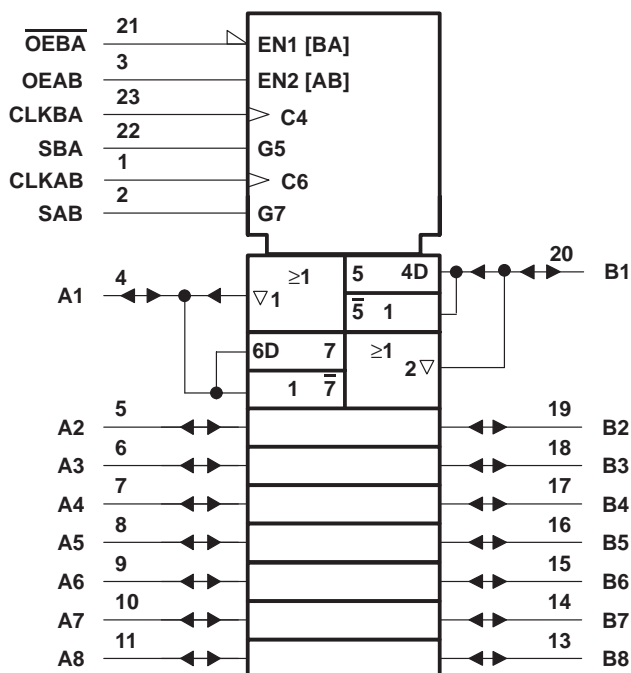 OEBA 21 EN1 [BA]
OEAB 3 EN2 [AB]
CLKBA 23 C4
SBA 22 G5
CLKAB 1 C6
SAB 2 G7
A1 4 ≥1 ▽1 5 4D 20 B1
5̅ 1
6D 7 ≥1 2▽
1 7̅
A2 5 19 B2
A3 6 18 B3
A4 7 17 B4
A5 8 16 B5
A6 9 15 B6
A7 10 14 B7
A8 11 13 B8